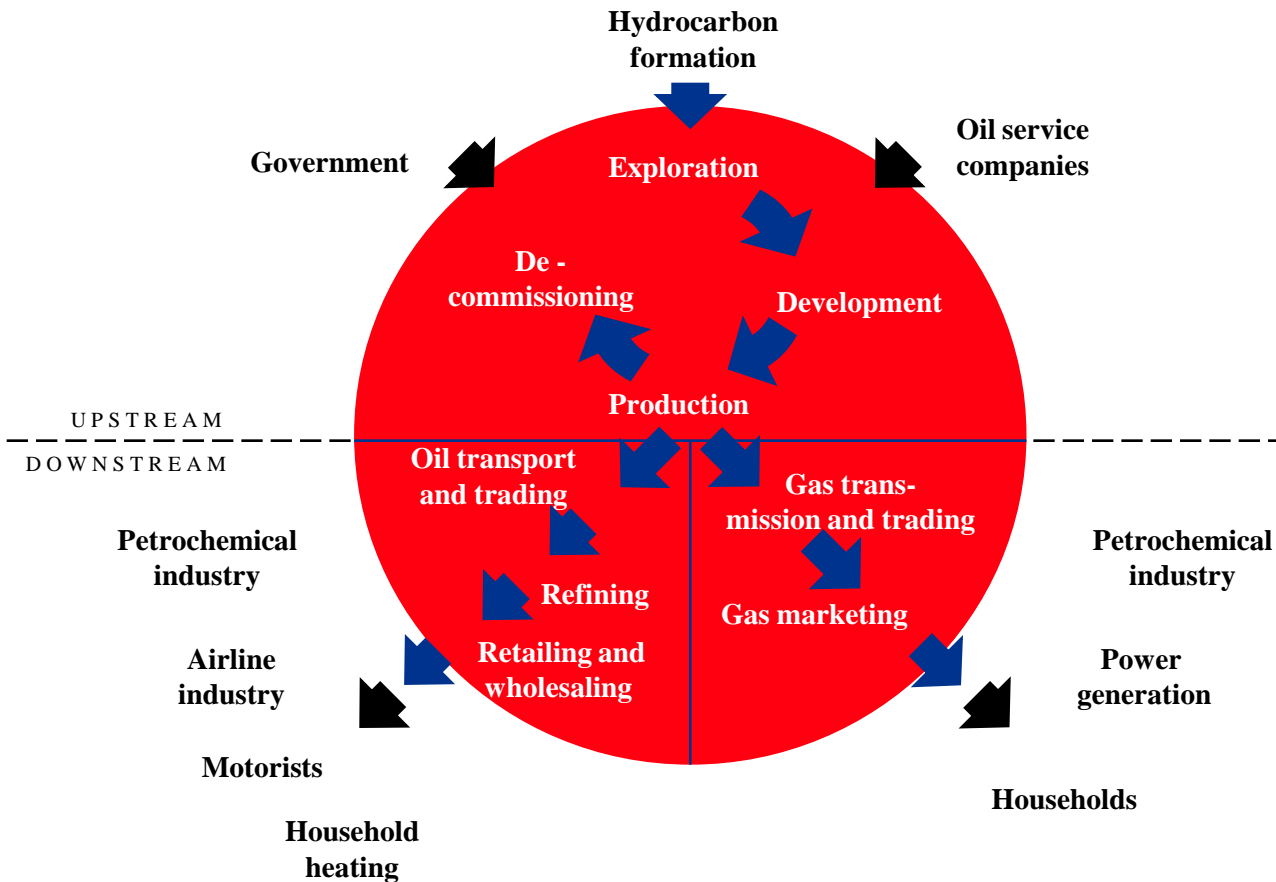 Hydrocarbon
formation
Government
Oil service
companies
Exploration
De -
commissioning
Development
Production
UPSTREAM
DOWNSTREAM
Oil transport
and trading
Gas trans-
mission and trading
Petrochemical
industry
Refining
Gas marketing
Petrochemical
industry
Airline
industry
Retailing and
wholesaling
Power
generation
Motorists
Households
Household
heating